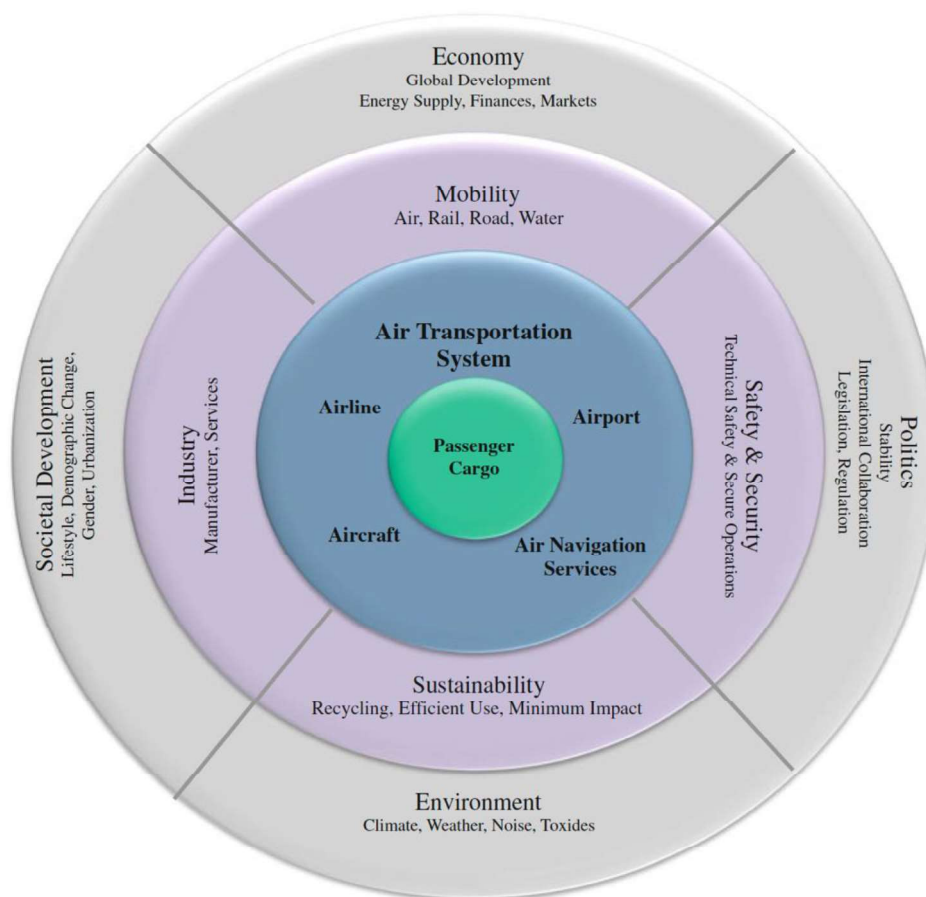 Economy
Global Development
Energy Supply, Finances, Markets
Mobility
Air, Rail, Road, Water
Air Transportation
System
Airline
Airport
Passenger
Cargo
Aircraft
Air Navigation
Services
Societal Development
Lifestyle, Demographic Change,
Gender, Urbanization
Industry
Manufacturer, Services
Safety & Security
Technical Safety & Secure Operations
Politics
Stability
International Collaboration
Legislation, Regulation
Sustainability
Recycling, Efficient Use, Minimum Impact
Environment
Climate, Weather, Noise, Toxides